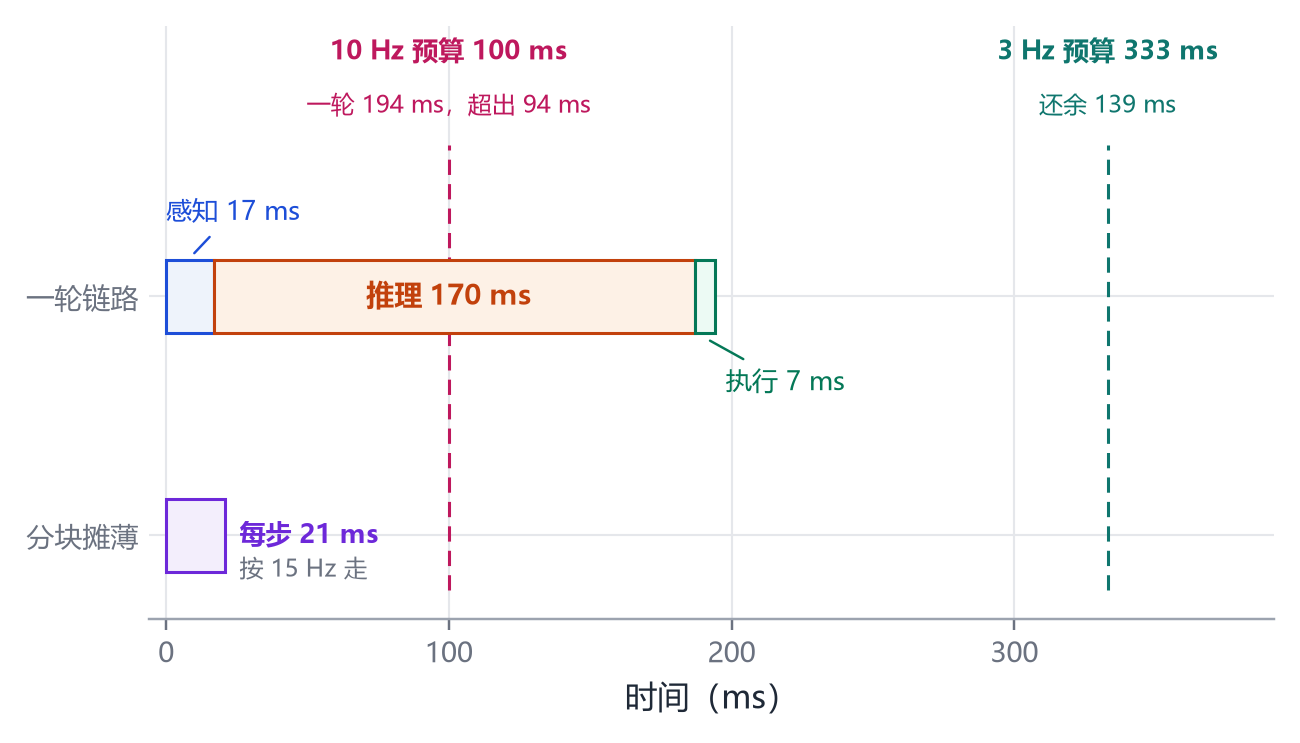 10 Hz 预算 100 ms
3 Hz 预算 333 ms
一轮 194 ms，超出 94 ms
还余 139 ms
感知 17 ms
一轮链路
推理 170 ms
执行 7 ms
分块摊薄
每步 21 ms
按 15 Hz 走
0
100
200
300
时间（ms）